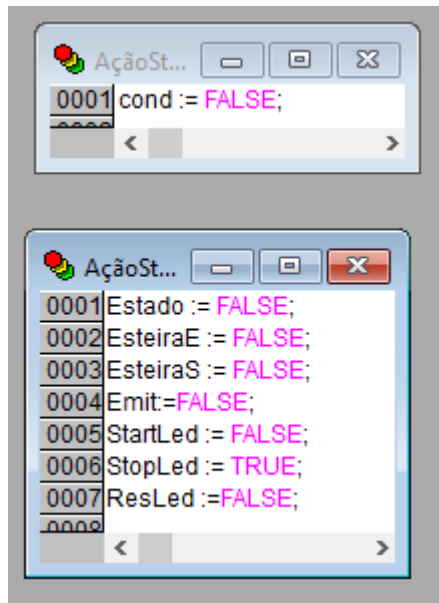 AçãoSt...
0001 cond := FALSE;
AçãoSt...
0001 Estado := FALSE;
0002 EsteiraE := FALSE;
0003 EsteiraS := FALSE;
0004 Emit:=FALSE;
0005 StartLed := FALSE;
0006 StopLed := TRUE;
0007 ResLed :=FALSE;